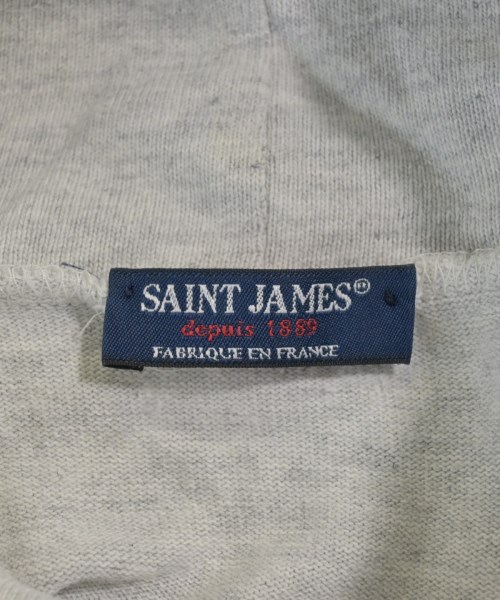 SAINT JAMES®
depuis 1889
FABRIQUE EN FRANCE